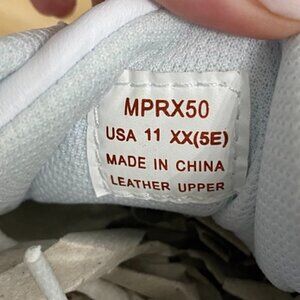 MPRX50
USA 11 XX(5E)
MADE IN CHINA
LEATHER UPPER